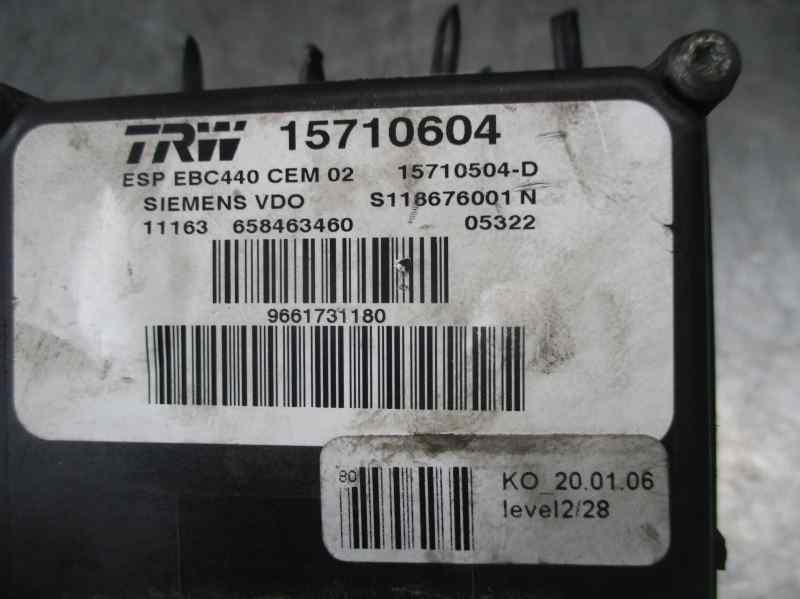 TRW 15710604
ESP EBC440 CEM 02 15710504-D
SIEMENS VDO S118676001 N
11163 658463460 05322
9661731180
80
KO_20.01.06
level2/28